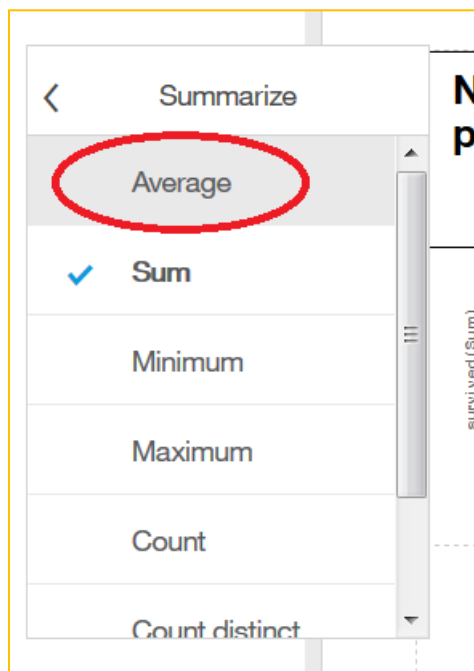 Summarize
N
p
Average
Sum
Minimum
Maximum
Count
Count distinct
survived(Sum)